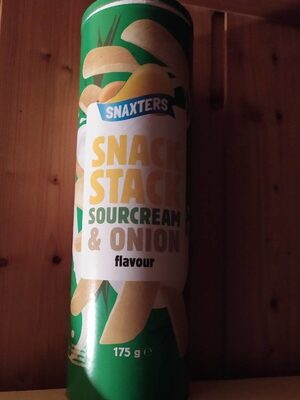 SNAXTERS
SNACK
STACK
SOURCREAM
& ONION
flavour
175 g ℮